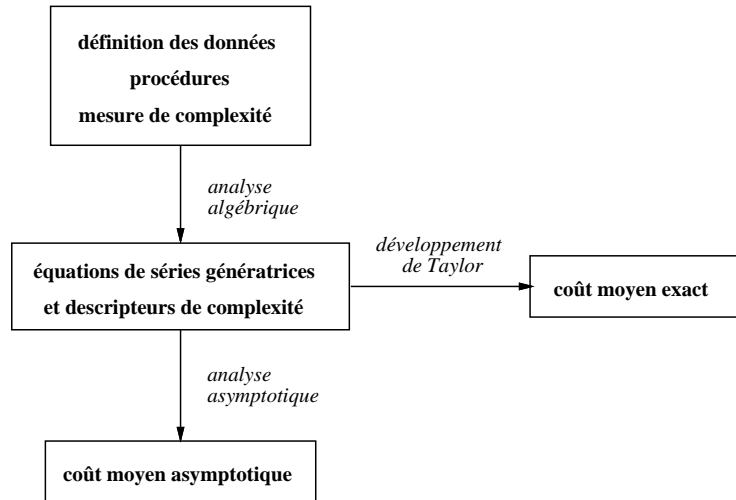 définition des données
procédures
mesure de complexité
analyse
algébrique
équations de séries génératrices
et descripteurs de complexité
développement
de Taylor
coût moyen exact
analyse
asymptotique
coût moyen asymptotique